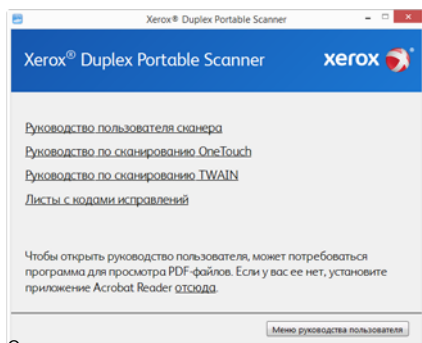 Xerox® Duplex Portable Scanner
Xerox® Duplex Portable Scanner
xerox
Руководство пользователя сканера
Руководство по сканированию OneTouch
Руководство по сканированию TWAIN
Листы с кодами исправлений
Чтобы открыть руководство пользователя, может потребоваться
программа для просмотра PDF-файлов. Если у вас ее нет, установите
приложение Acrobat Reader отсюда.
Меню руководства пользователя